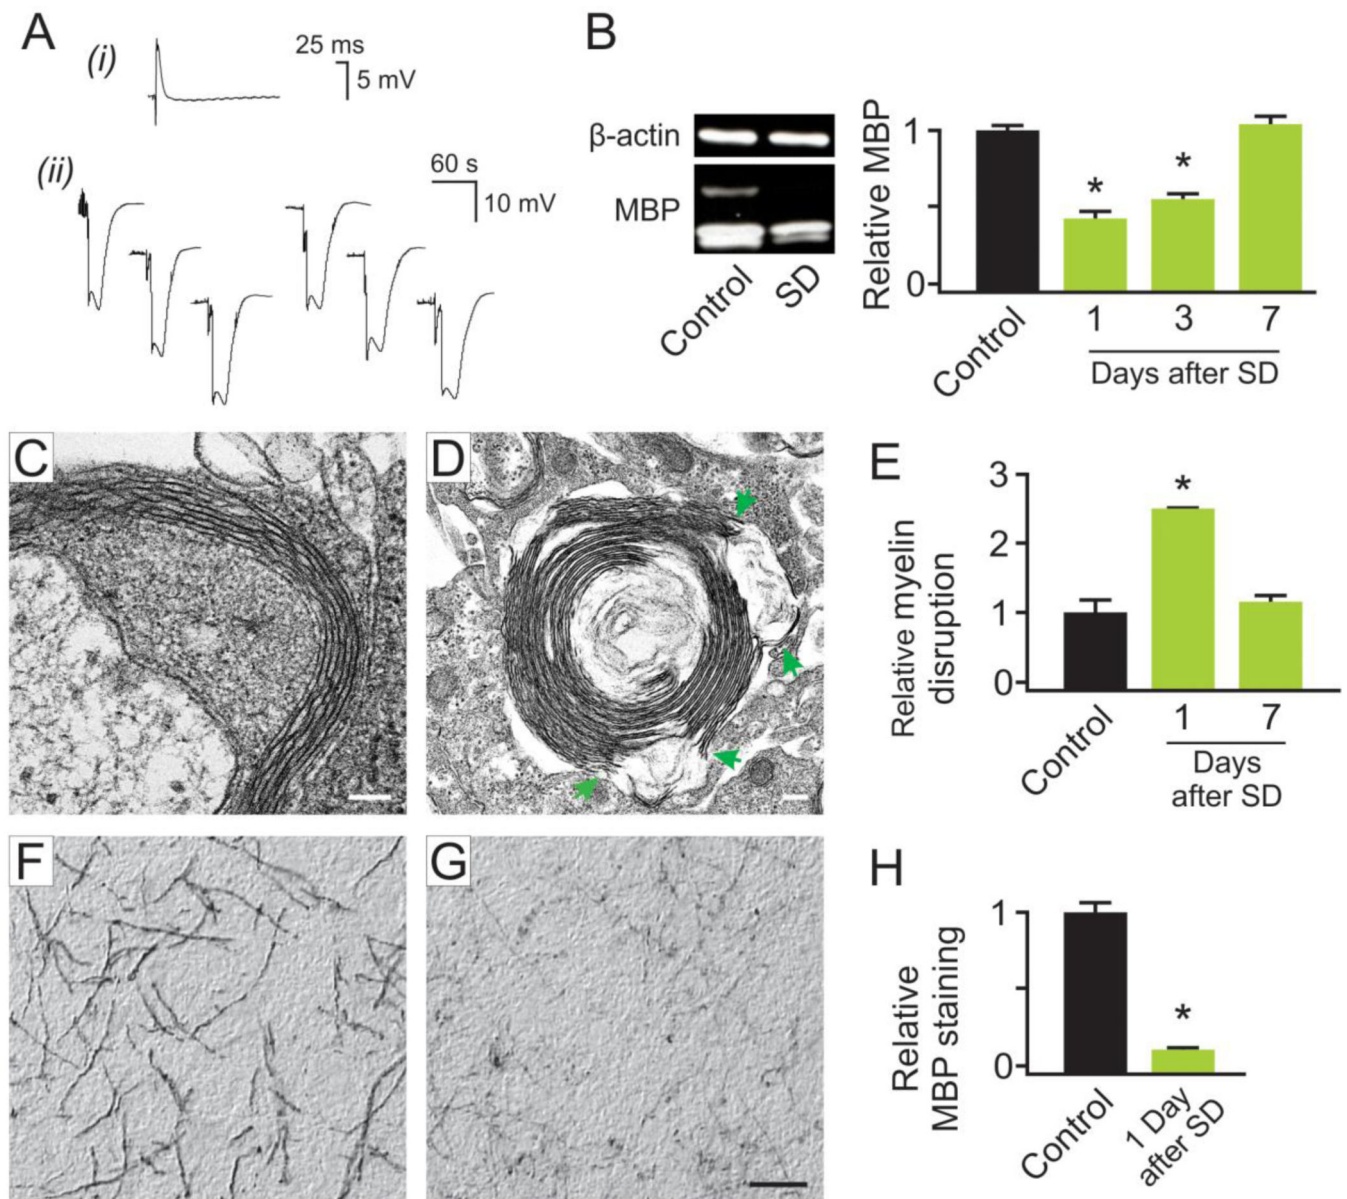 A
(i)
25 ms
5 mV
(ii)
60 s
10 mV
B
β-actin
MBP
Control
SD
Relative MBP
1
0
*
*
Control
1
3
7
Days after SD
C
D
E
Relative myelin
disruption
3
2
1
0
*
Control
1
7
Days
after SD
F
G
H
Relative
MBP staining
1
0
*
Control
1 Day
after SD